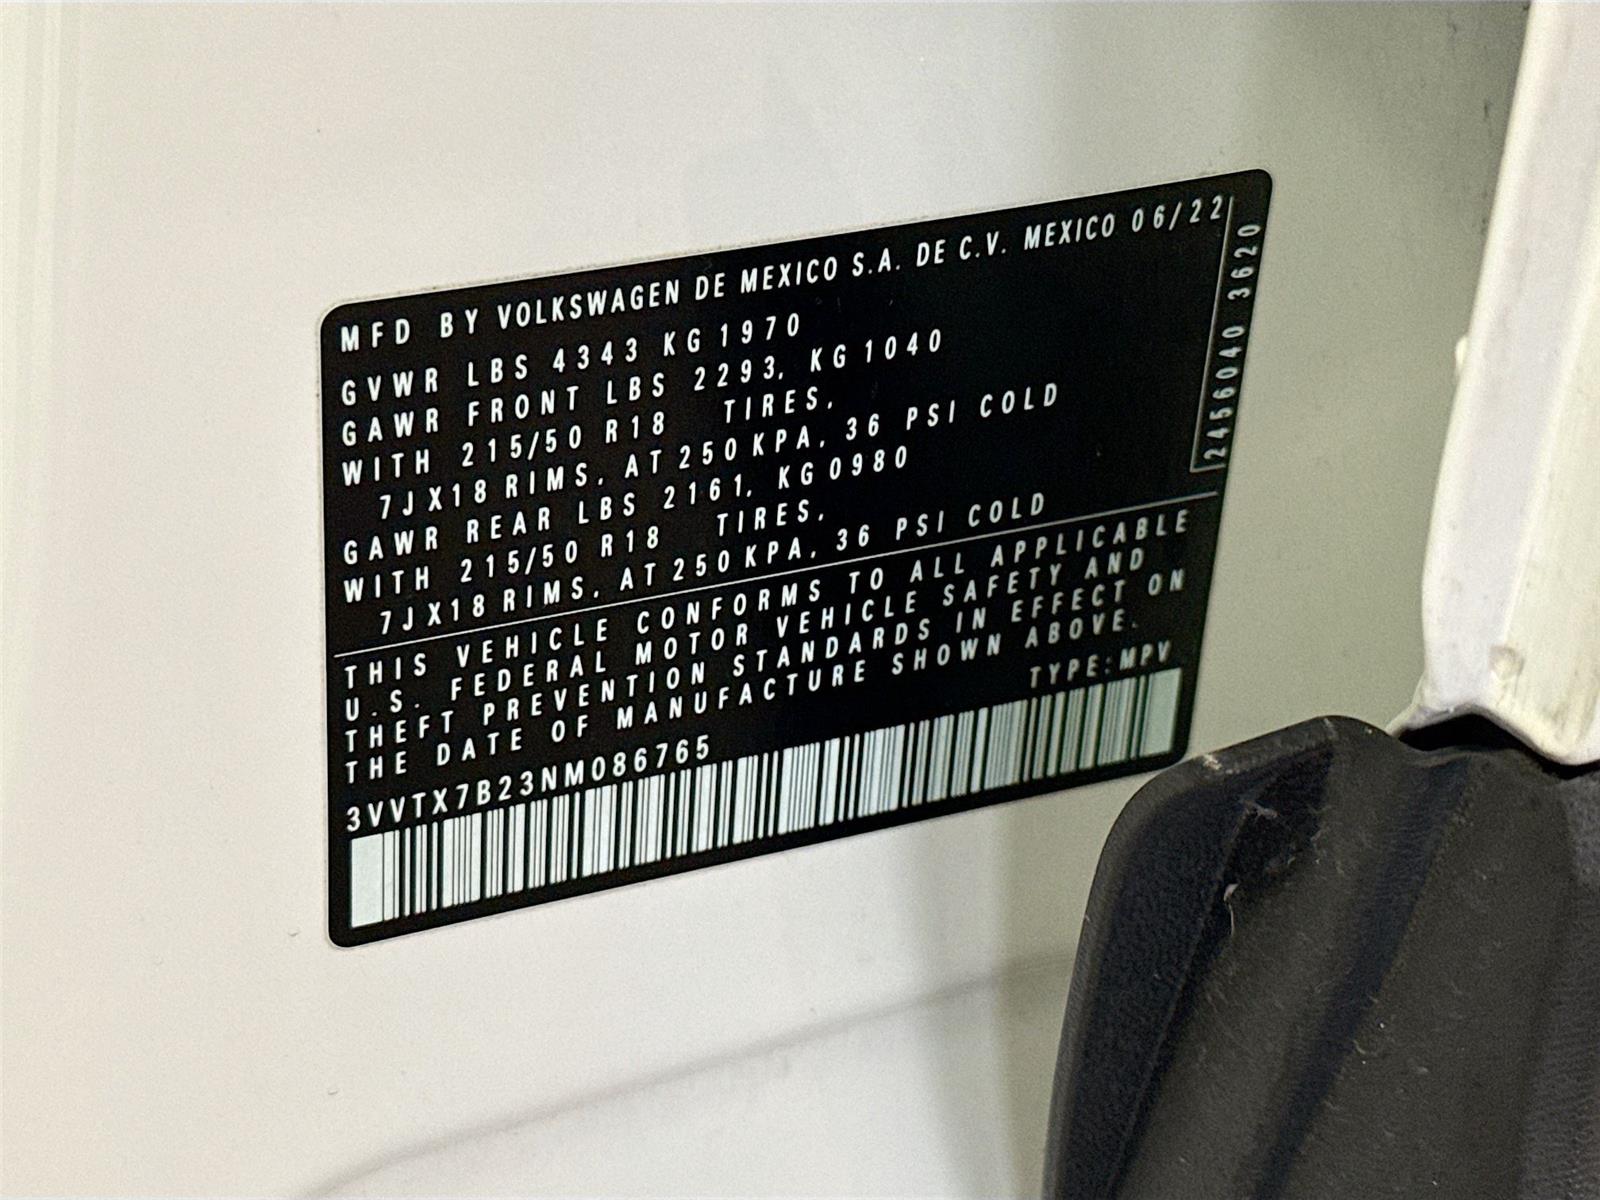 MFD BY VOLKSWAGEN DE MEXICO S.A. DE C.V. MEXICO 06/22
GVWR LBS 4343 KG 1970
GAWR FRONT LBS 2293, KG 1040
WITH 215/50 R18 TIRES,
7JX18 RIMS, AT 250 KPA, 36 PSI COLD
GAWR REAR LBS 2161, KG 0980
WITH 215/50 R18 TIRES,
7JX18 RIMS, AT 250 KPA, 36 PSI COLD
2456040 3620
THIS VEHICLE CONFORMS TO ALL APPLICABLE
U.S. FEDERAL MOTOR VEHICLE SAFETY AND
THEFT PREVENTION STANDARDS IN EFFECT ON
THE DATE OF MANUFACTURE SHOWN ABOVE.
TYPE:MPV
3VVTX7B23NM086765